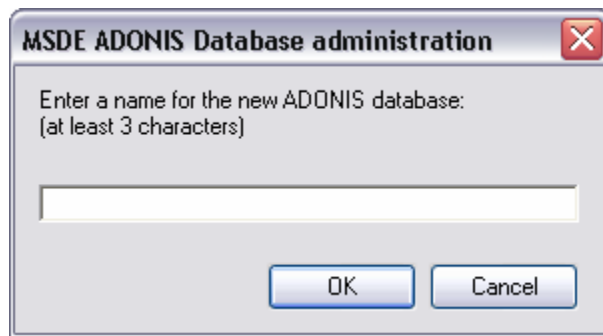 MSDE ADONIS Database administration
Enter a name for the new ADONIS database:
(at least 3 characters)
OK Cancel